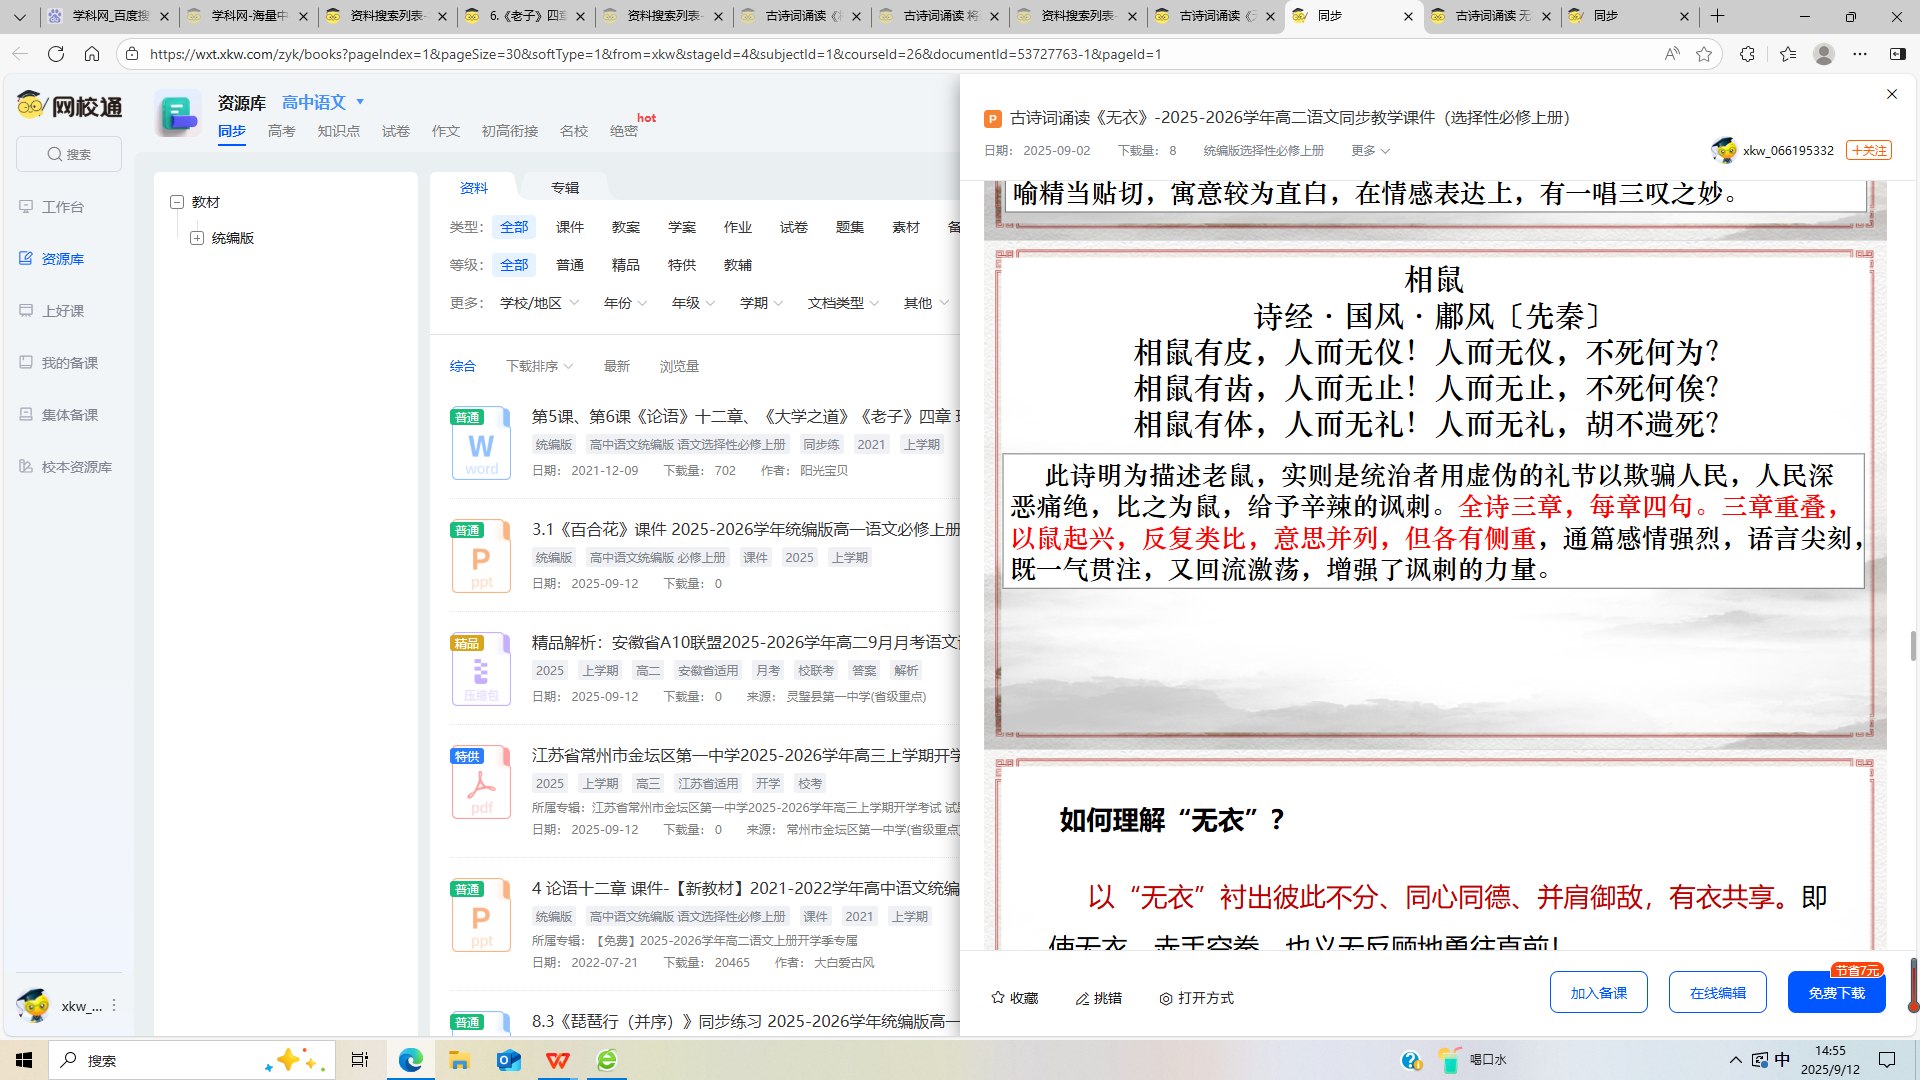 学科网_百度搜
学科网-海量中
资料搜索列表-
6.《老子》四章
资料搜索列表-
古诗词诵读《
古诗词诵读 将
资料搜索列表-
古诗词诵读《无
同步
古诗词诵读 无
同步
https://wxt.xkw.com/zyk/books?pageIndex=1&pageSize=30&softType=1&from=xkw&stageId=4&subjectId=1&courseId=26&documentId=53727763-1&pageId=1
网校通
搜索
工作台
资源库
上好课
我的备课
集体备课
校本资源库
xkw_...
资源库 高中语文
同步 高考 知识点 试卷 作文 初高衔接 名校 绝密 hot
教材
统编版
资料 专辑
类型: 全部 课件 教案 学案 作业 试卷 题集 素材 备
等级: 全部 普通 精品 特供 教辅
更多: 学校/地区 年份 年级 学期 文档类型 其他
综合 下载排序 最新 浏览量
普通
word
第5课、第6课《论语》十二章、《大学之道》《老子》四章
统编版 高中语文统编版 语文选择性必修上册 同步练 2021 上学期
日期: 2021-12-09 下载量: 702 作者: 阳光宝贝
普通
P
ppt
3.1《百合花》课件 2025-2026学年统编版高一语文必修上册
统编版 高中语文统编版 必修上册 课件 2025 上学期
日期: 2025-09-12 下载量: 0
精品
压缩包
精品解析：安徽省A10联盟2025-2026学年高二9月月考语文
2025 上学期 高二 安徽省适用 月考 校联考 答案 解析
日期: 2025-09-12 下载量: 0 来源: 灵璧县第一中学(省级重点)
特供
pdf
江苏省常州市金坛区第一中学2025-2026学年高三上学期开学
2025 上学期 高三 江苏省适用 开学 校考
所属专辑: 江苏省常州市金坛区第一中学2025-2026学年高三上学期开学考试 试
日期: 2025-09-12 下载量: 0 来源: 常州市金坛区第一中学(省级重点)
普通
P
ppt
4 论语十二章 课件-【新教材】2021-2022学年高中语文统编
统编版 高中语文统编版 语文选择性必修上册 课件 2021 上学期
所属专辑: 【免费】2025-2026学年高二语文上册开学季专属
日期: 2022-07-21 下载量: 20465 作者: 大白爱古风
普通
8.3《琵琶行（并序）》同步练习 2025-2026学年统编版高一
P 古诗词诵读《无衣》-2025-2026学年高二语文同步教学课件（选择性必修上册）
日期: 2025-09-02 下载量: 8 统编版选择性必修上册 更多
xkw_066195332 十关注
喻精当贴切，寓意较为直白，在情感表达上，有一唱三叹之妙。
相鼠
诗经·国风·鄘风〔先秦〕
相鼠有皮，人而无仪！人而无仪，不死何为？
相鼠有齿，人而无止！人而无止，不死何俟？
相鼠有体，人而无礼！人而无礼，胡不遄死？
此诗明为描述老鼠，实则是统治者用虚伪的礼节以欺骗人民，人民深
恶痛绝，比之为鼠，给予辛辣的讽刺。全诗三章，每章四句。三章重叠，
以鼠起兴，反复类比，意思并列，但各有侧重，通篇感情强烈，语言尖刻，
既一气贯注，又回流激荡，增强了讽刺的力量。
如何理解“无衣”？
以“无衣”衬出彼此不分、同心同德、并肩御敌，有衣共享。即
使无衣，赤手空拳，也义无反顾地勇往直前！
收藏 挑错 打开方式
加入备课 在线编辑 免费下载
节省7元
搜索
喝口水
中
14:55
2025/9/12